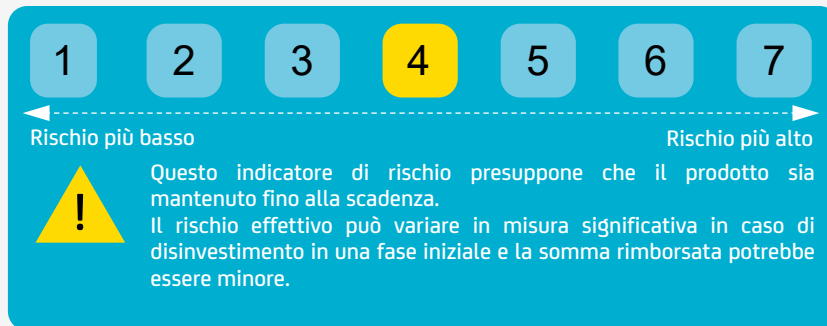 1 2 3 4 5 6 7
Rischio più basso Rischio più alto
!
Questo indicatore di rischio presuppone che il prodotto sia
mantenuto fino alla scadenza.
Il rischio effettivo può variare in misura significativa in caso di
disinvestimento in una fase iniziale e la somma rimborsata potrebbe
essere minore.